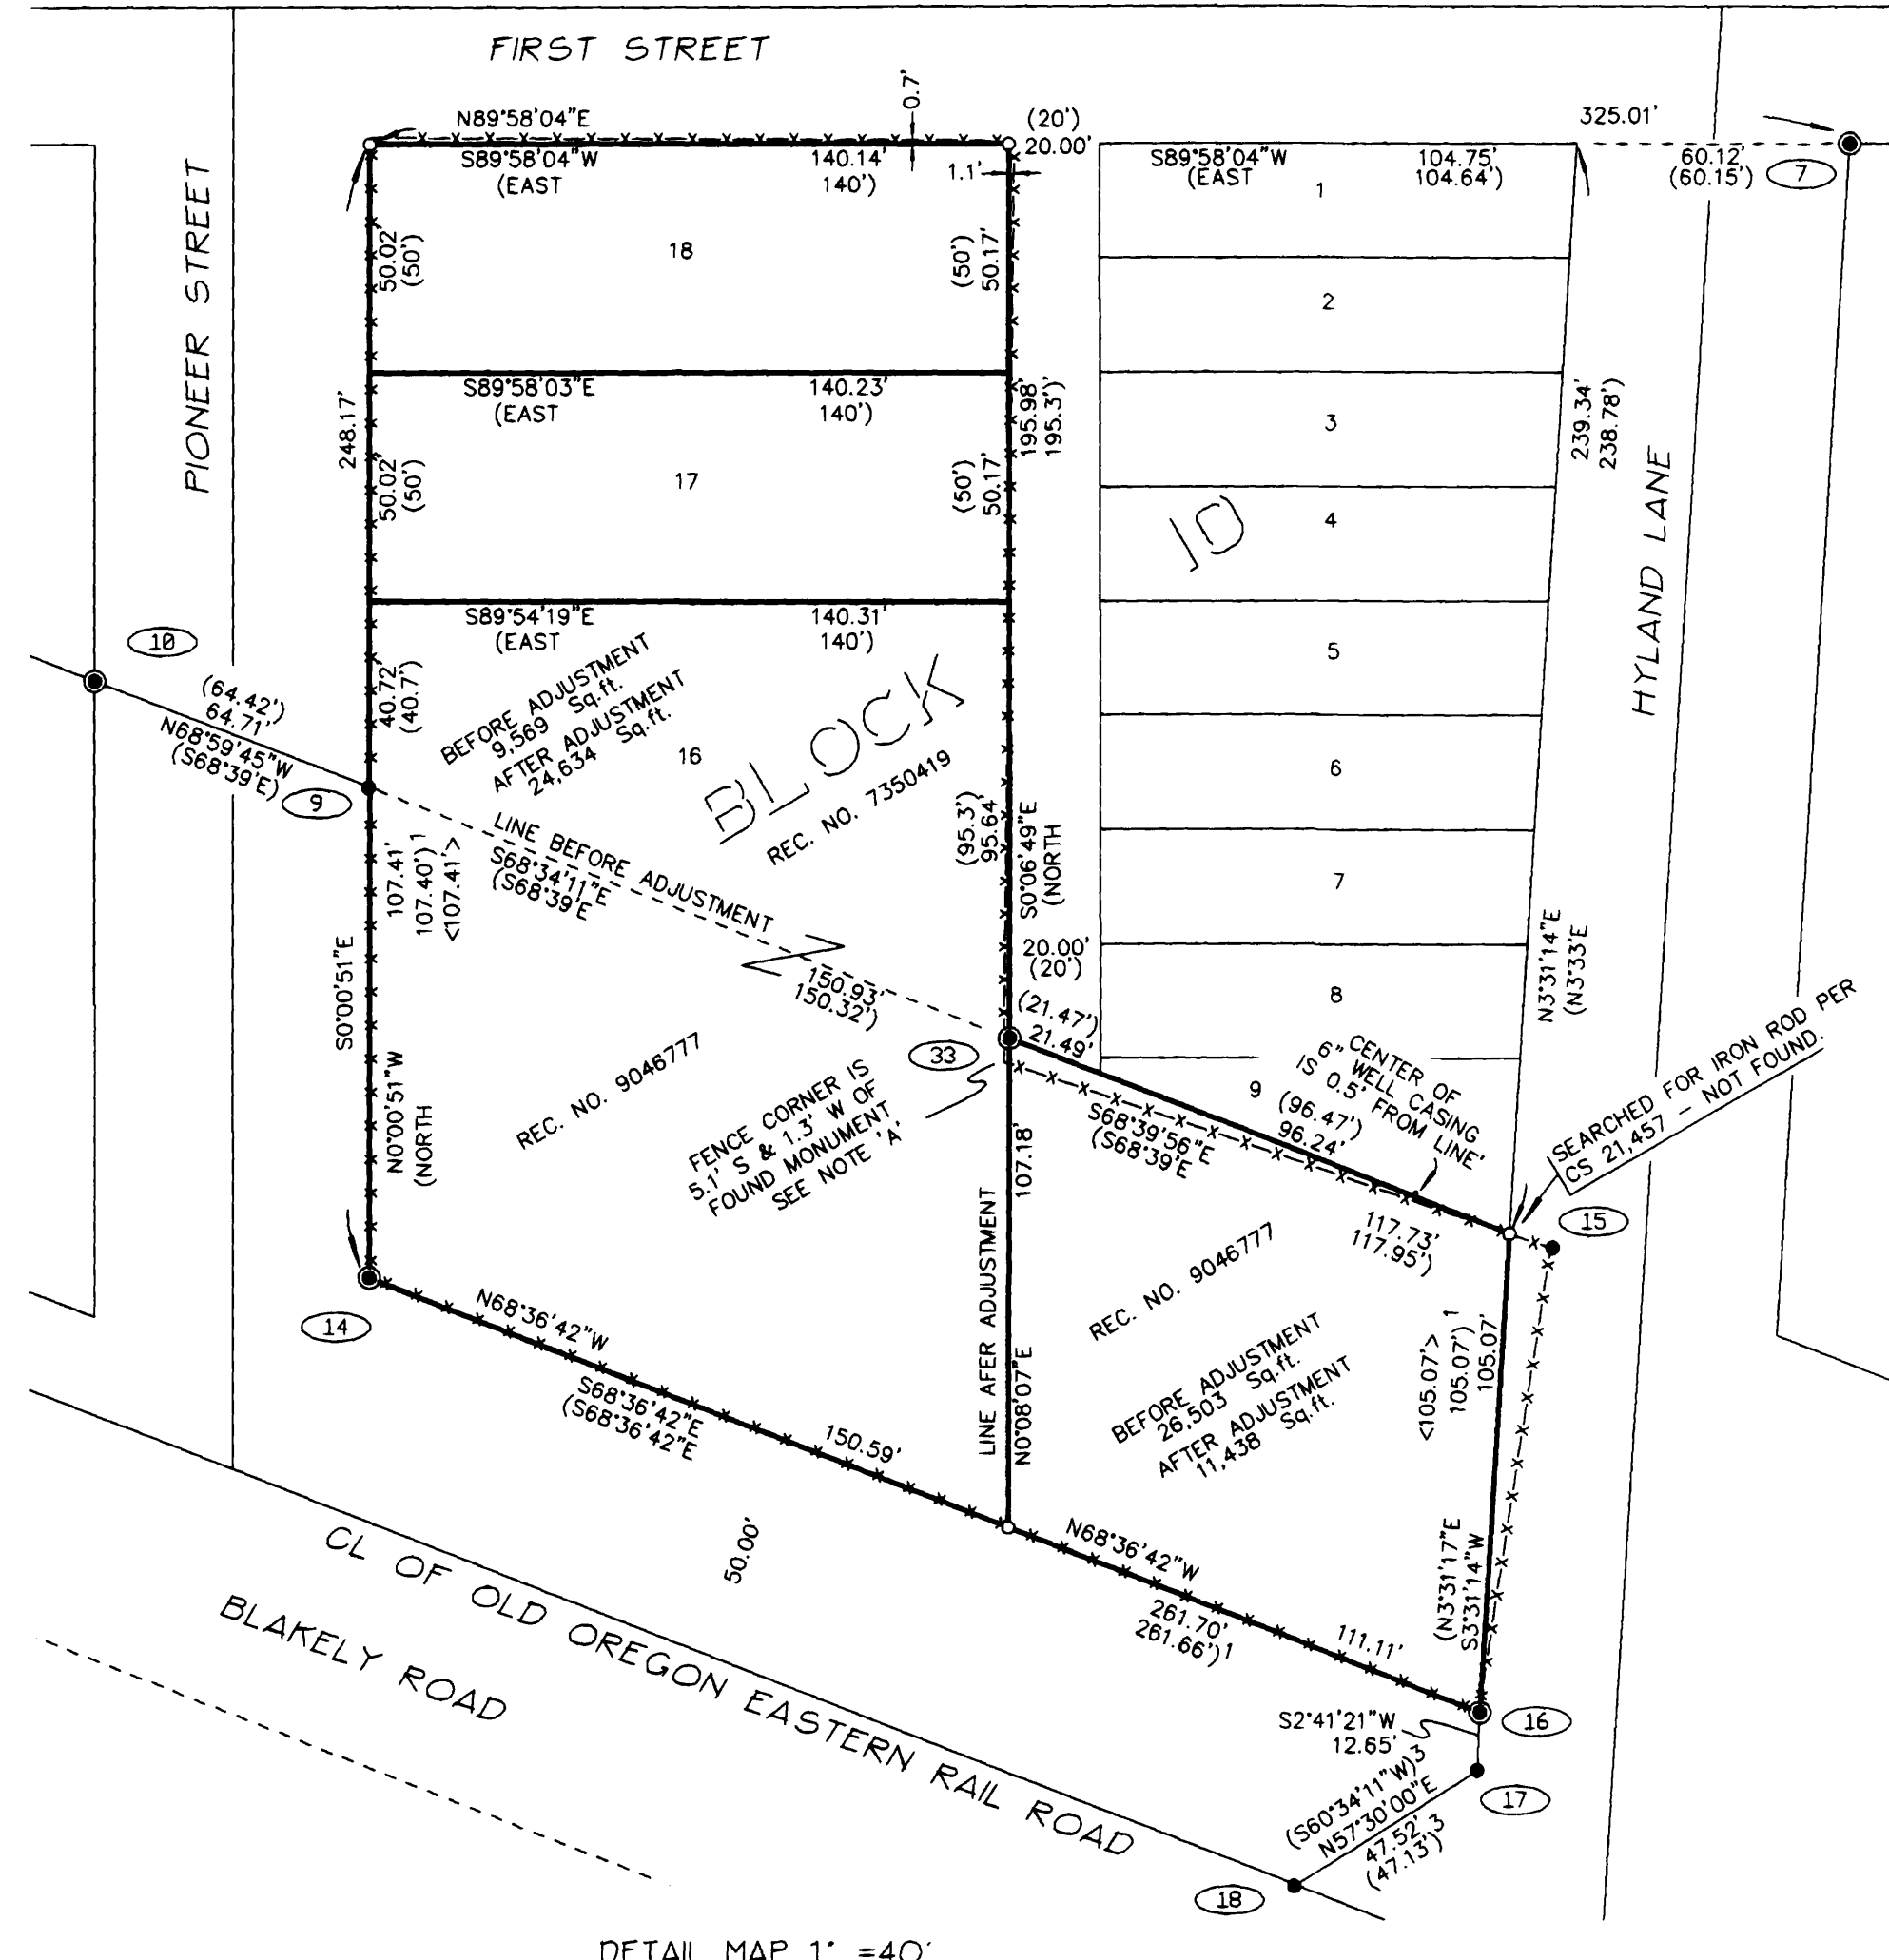 FIRST STREET
N89°58'04"E
0.7'
(20')
20.00'
325.01'
S89°58'04"W
(EAST
140.14'
140')
1.1'
S89°58'04"W
(EAST
104.75'
104.64')
60.12'
(60.15')
7
PIONEER STREET
50.02'
(50')
18
(50')
50.17'
1
2
3
4
5
6
7
8
9
S89°58'03"E
(EAST
140.23'
140')
248.17'
195.98'
195.3')
239.34'
238.78')
50.02'
(50')
17
(50')
50.17'
HYLAND LANE
10
S89°54'19"E
(EAST
140.31'
140')
10
(64.42')
64.71'
N68°59'45"W
(S68°39'E)
9
40.72'
(40.7')
BEFORE ADJUSTMENT
9,569 Sq.ft.
AFTER ADJUSTMENT
24,634 Sq.ft.
16
BLOCK
REC. NO. 7350419
(95.3')
95.64'
S0°06'49"E
(NORTH
LINE BEFORE ADJUSTMENT
S68°34'11"E
(S68°39'E
150.93'
150.32')
107.41'
107.40')1
<107.41'>
S0°00'51"E
N0°00'51"W
(NORTH
20.00'
(20')
(21.47')
21.49'
33
N3°31'14"E
(N3°33'E
REC. NO. 9046777
FENCE CORNER IS
5.1' S & 1.3' W OF
FOUND MONUMENT
SEE NOTE 'A'
CENTER OF
6" WELL CASING
IS 0.5' FROM LINE
(96.47')
96.24'
S68°39'56"E
(S68°39'E
117.73'
117.95')
SEARCHED FOR IRON ROD PER
CS 21,457 – NOT FOUND.
15
107.18'
LINE AFER ADJUSTMENT
N0°08'07"E
REC. NO. 9046777
BEFORE ADJUSTMENT
26,503 Sq.ft.
AFTER ADJUSTMENT
11,438 Sq.ft.
<105.07'>
105.07')1
105.07'
(N3°31'17"E
S3°31'14"W
14
N68°36'42"W
S68°36'42"E
(S68°36'42"E
150.59'
N68°36'42"W
261.70'
261.66')1
111.11'
50.00'
CL OF OLD OREGON EASTERN RAIL ROAD
BLAKELY ROAD
S2°41'21"W
12.65'
16
17
(S60°34'11"W)3
N57°30'00"E
47.52'
(47.13')3
18
DETAIL MAP 1" =40'